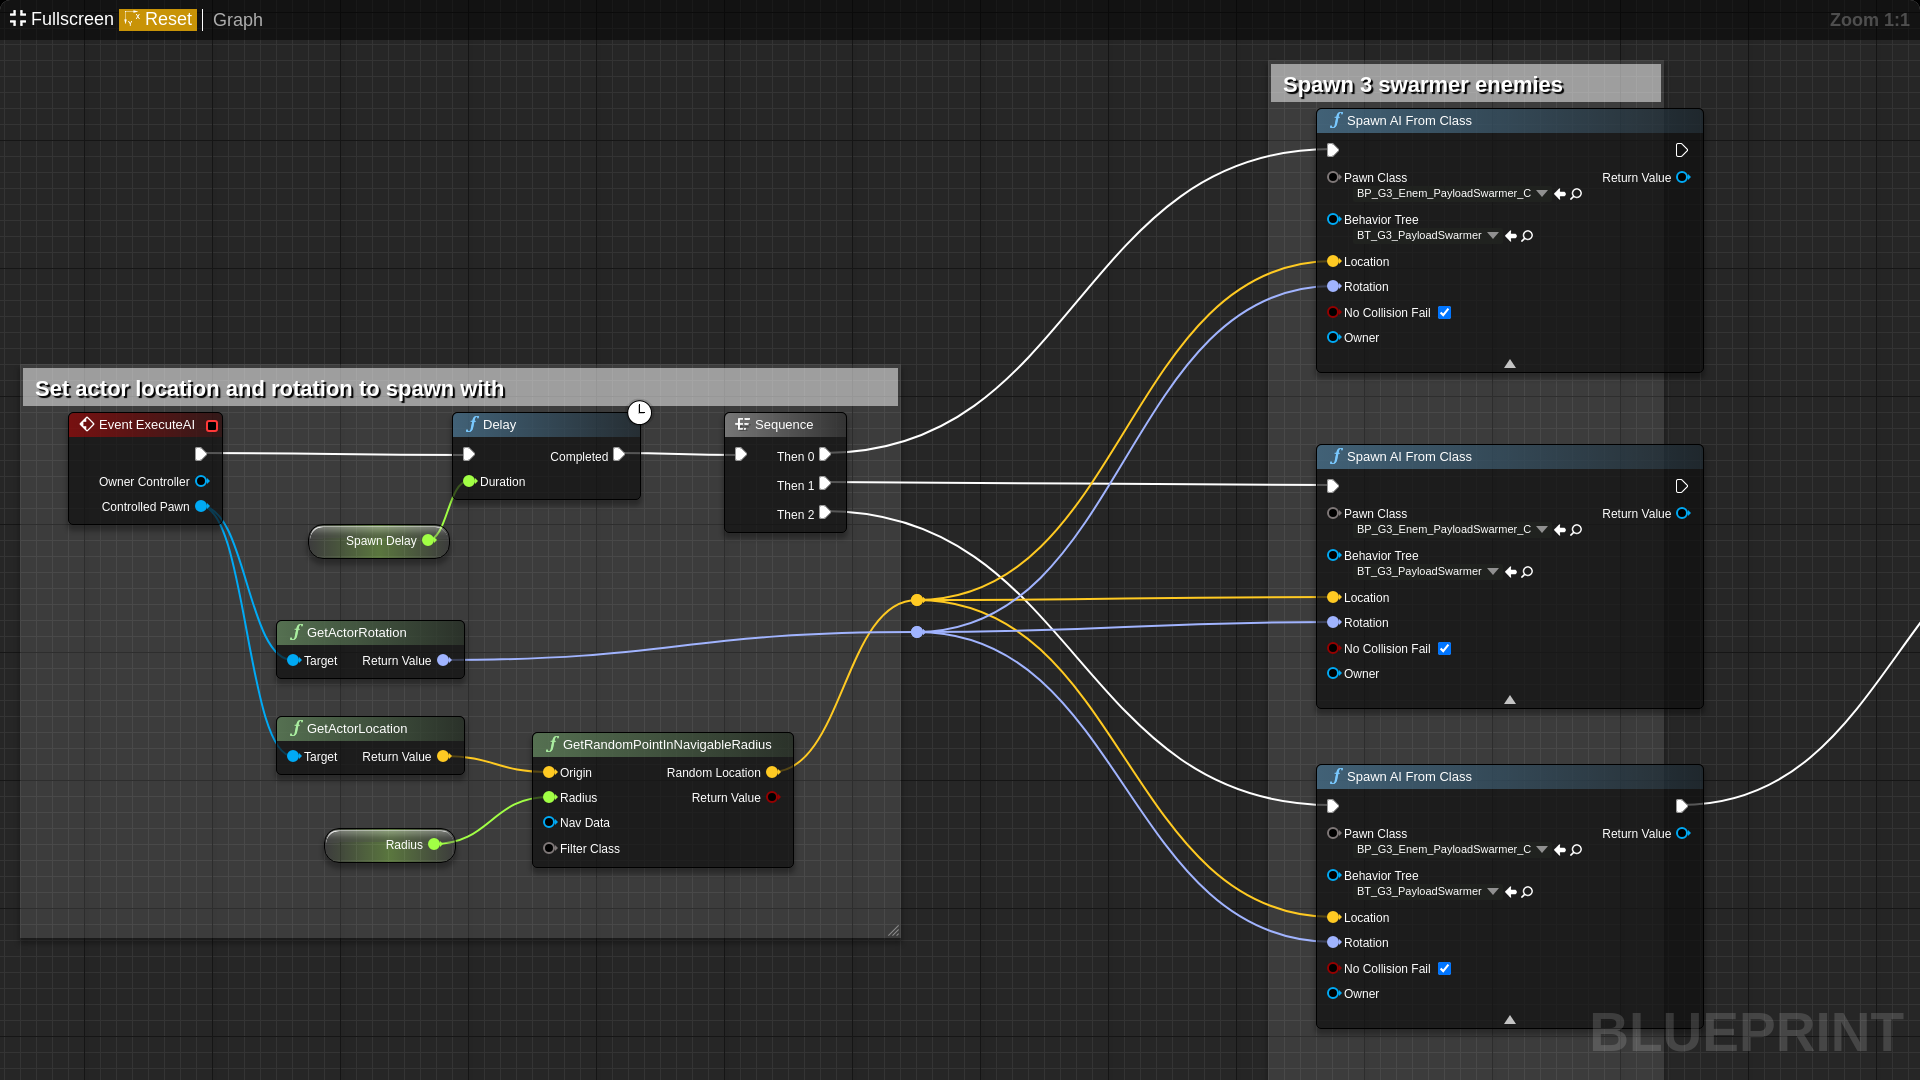 Fullscreen Reset Graph Zoom 1:1
Set actor location and rotation to spawn with
Event ExecuteAI
Owner Controller
Controlled Pawn
Delay
Completed
Duration
Spawn Delay
Sequence
Then 0
Then 1
Then 2
GetActorRotation
Target Return Value
GetActorLocation
Target Return Value
Radius
GetRandomPointInNavigableRadius
Origin Random Location
Radius Return Value
Nav Data
Filter Class
Spawn 3 swarmer enemies
Spawn AI From Class
Pawn Class Return Value
BP_G3_Enem_PayloadSwarmer_C
Behavior Tree
BT_G3_PayloadSwarmer
Location
Rotation
No Collision Fail
Owner
Spawn AI From Class
Pawn Class Return Value
BP_G3_Enem_PayloadSwarmer_C
Behavior Tree
BT_G3_PayloadSwarmer
Location
Rotation
No Collision Fail
Owner
Spawn AI From Class
Pawn Class Return Value
BP_G3_Enem_PayloadSwarmer_C
Behavior Tree
BT_G3_PayloadSwarmer
Location
Rotation
No Collision Fail
Owner
BLUEPRINT